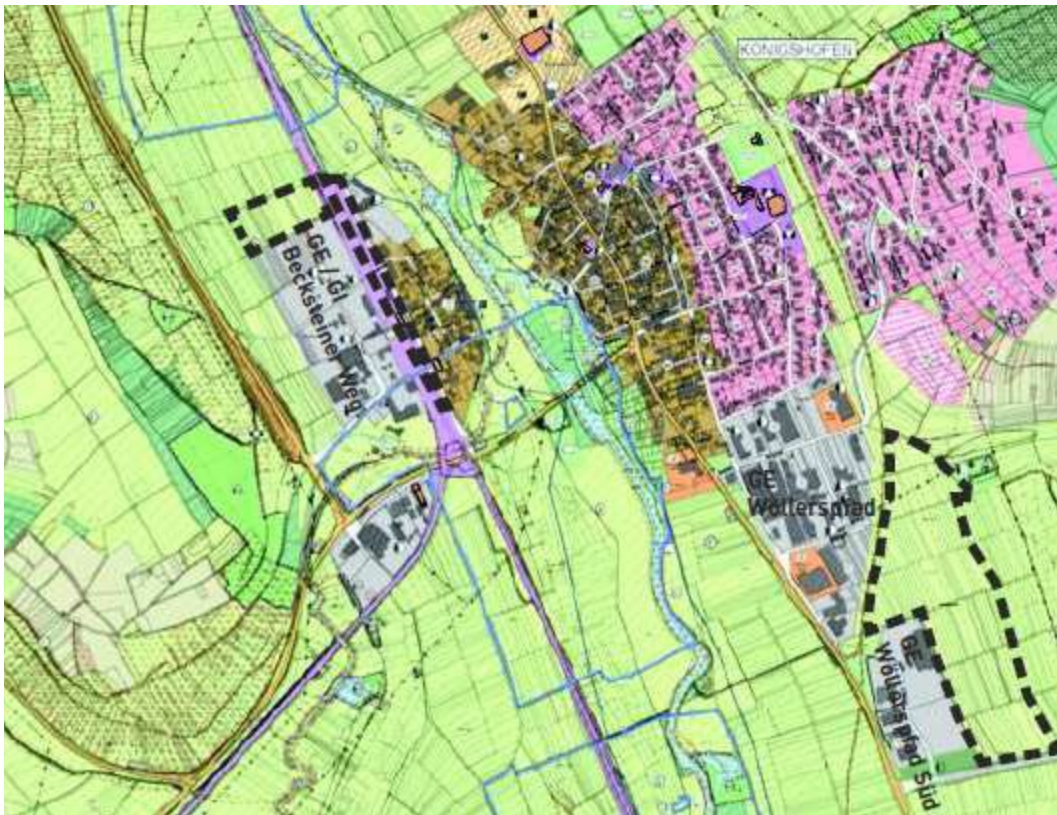 KÖNIGSHOFEN
GE / GI
Becksteiner Weg
GE
Wöllerspfad
GE
Wöllerspfad Süd